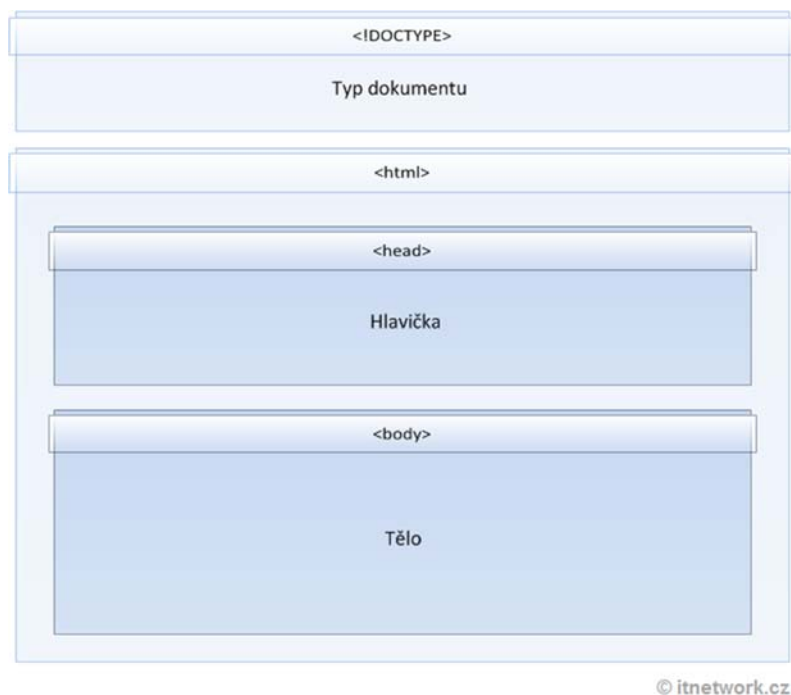 <!DOCTYPE>
Typ dokumentu
<html>
<head>
Hlavička
<body>
Tělo
© itnetwork.cz